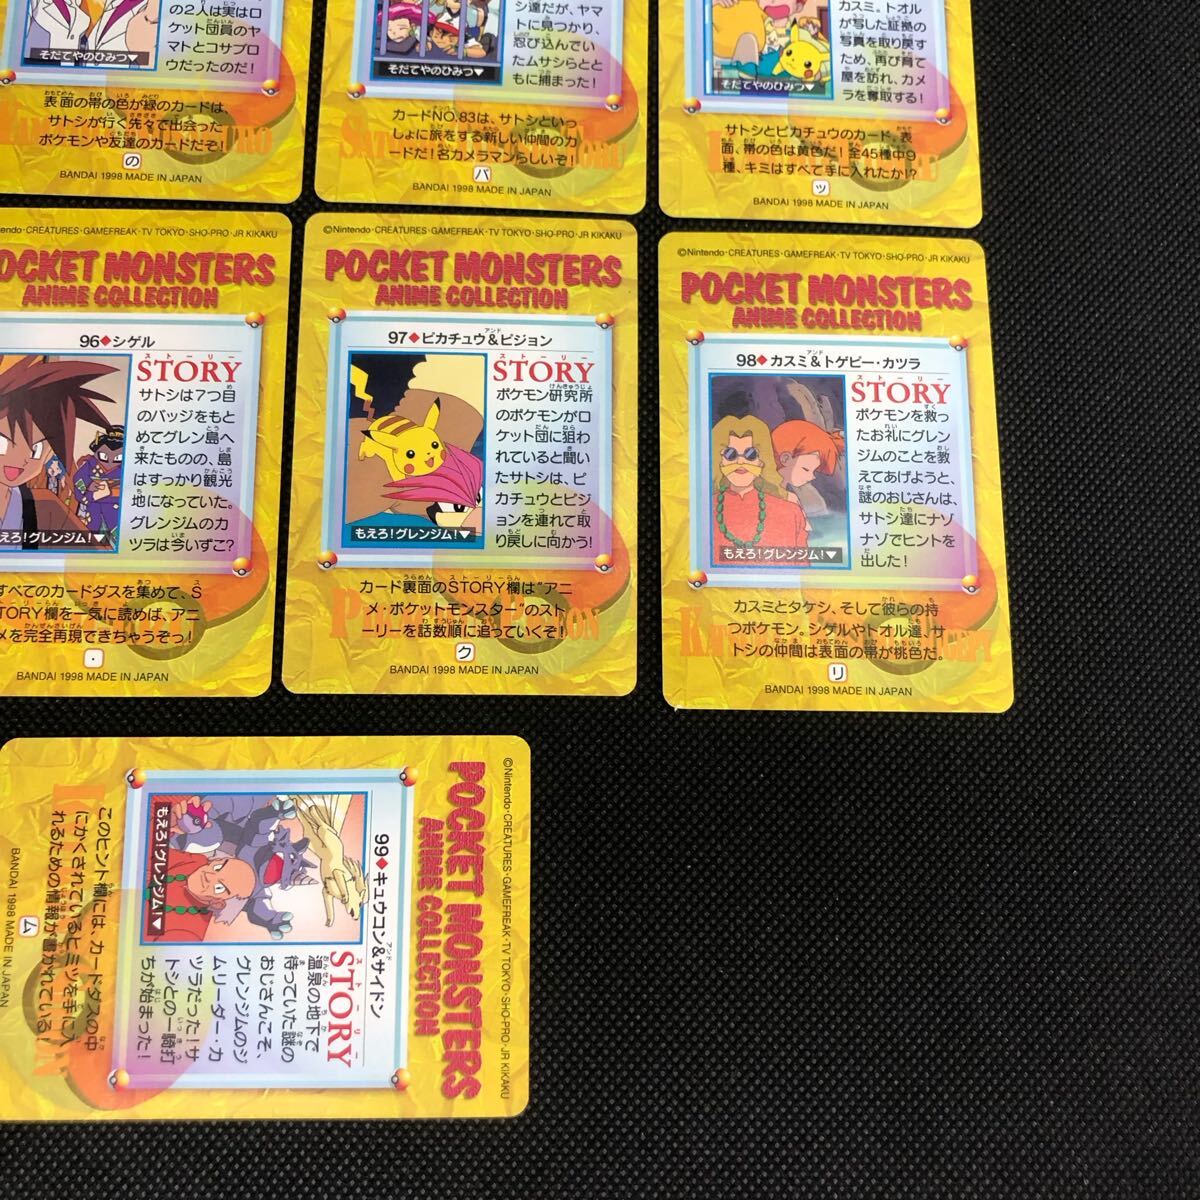 の2人は実はロ
ケット団員のヤ
マトとコサブロ
ウだったのだ!
そだてやのひみつ▼
表面の帯の色が緑のカードは、
サトシが行く先々で出会った
ポケモンや友達のカードだぞ!
の
BANDAI 1998 MADE IN JAPAN
シ達だが、ヤマ
トに見つかり、
忍び込んでい
たムサシらとと
もに捕まった!
そだてやのひみつ▼
カードNO.83は、サトシといっ
しょに旅をする新しい仲間のカ
ードだ!名カメラマンらしいぞ!
バ
BANDAI 1998 MADE IN JAPAN
カスミ。トオル
が写した証拠の
写真を取り戻す
ため、再び育て
屋を訪れ、カメ
ラを奪取する!
そだてやのひみつ▼
サトシとピカチュウのカード、表
面、帯の色は黄色だ!全45種中9
種、キミはすべて手に入れたか!?
ッ
BANDAI 1998 MADE IN JAPAN
ntendo・CREATURES・GAMEFREAK・TV TOKYO・SHO-PRO・JR KIKAKU
OCKET MONSTERS
ANIME COLLECTION
96◆シゲル
ストーリー
STORY
サトシは7つ目
のバッジをもと
めてグレン島へ
来たものの、島
はすっかり観光
地になっていた。
グレンジムのカ
ツラは今いずこ?
もえろ!グレンジム!▼
すべてのカードダスを集めて、S
TORY欄を一気に読めば、アニ
メを完全再現できちゃうぞっ!
・
BANDAI 1998 MADE IN JAPAN
©Nintendo・CREATURES・GAMEFREAK・TV TOKYO・SHO-PRO・JR KIKAKU
POCKET MONSTERS
ANIME COLLECTION
97◆ピカチュウ&ピジョン
ストーリー
STORY
ポケモン研究所
のポケモンがロ
ケット団に狙わ
れていると聞い
たサトシは、ピ
カチュウとピジ
ョンを連れて取
り戻しに向かう!
もえろ!グレンジム!▼
カード裏面のSTORY欄は"アニ
メ・ポケットモンスター"のスト
ーリーを話数順に追っていくぞ!
ク
BANDAI 1998 MADE IN JAPAN
©Nintendo・CREATURES・GAMEFREAK・TV TOKYO・SHO-PRO・JR KIKAKU
POCKET MONSTERS
ANIME COLLECTION
98◆カスミ&トゲピー・カツラ
ストーリー
STORY
ポケモンを救っ
たお礼にグレン
ジムのことを教
えてあげようと、
謎のおじさんは、
サトシ達にナゾ
ナゾでヒントを
出した!
もえろ!グレンジム!▼
カスミとタケシ、そして彼らの持
つポケモン。シゲルやトオル達、サ
トシの仲間は表面の帯が桃色だ。
リ
BANDAI 1998 MADE IN JAPAN
©Nintendo・CREATURES・GAMEFREAK・TV TOKYO・SHO-PRO・JR KIKAKU
POCKET MONSTERS
ANIME COLLECTION
99◆キュウコン&サイドン
ストーリー
STORY
温泉の地下で
待っていた謎の
おじさんこそ、
グレンジムのジ
ムリーダー・カ
ツラだった!サ
トシとの一騎打
ちが始まった!
もえろ!グレンジム!▼
このヒント欄には、カードダスの中
にかくされているヒミツを手に入
れるための情報が書かれている!
ム
BANDAI 1998 MADE IN JAPAN